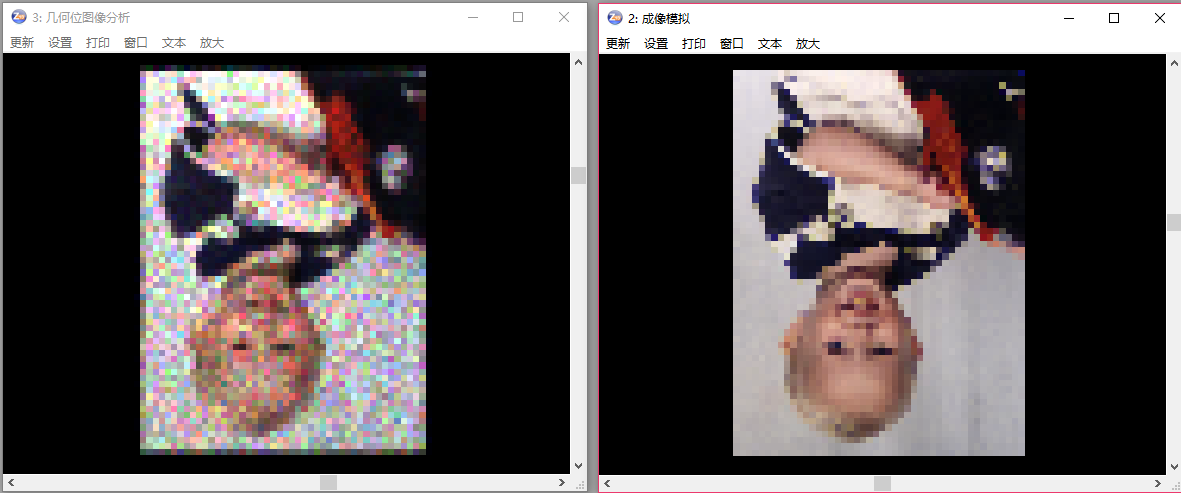 3: 几何位图像分析
更新 设置 打印 窗口 文本 放大
2: 成像模拟
更新 设置 打印 窗口 文本 放大